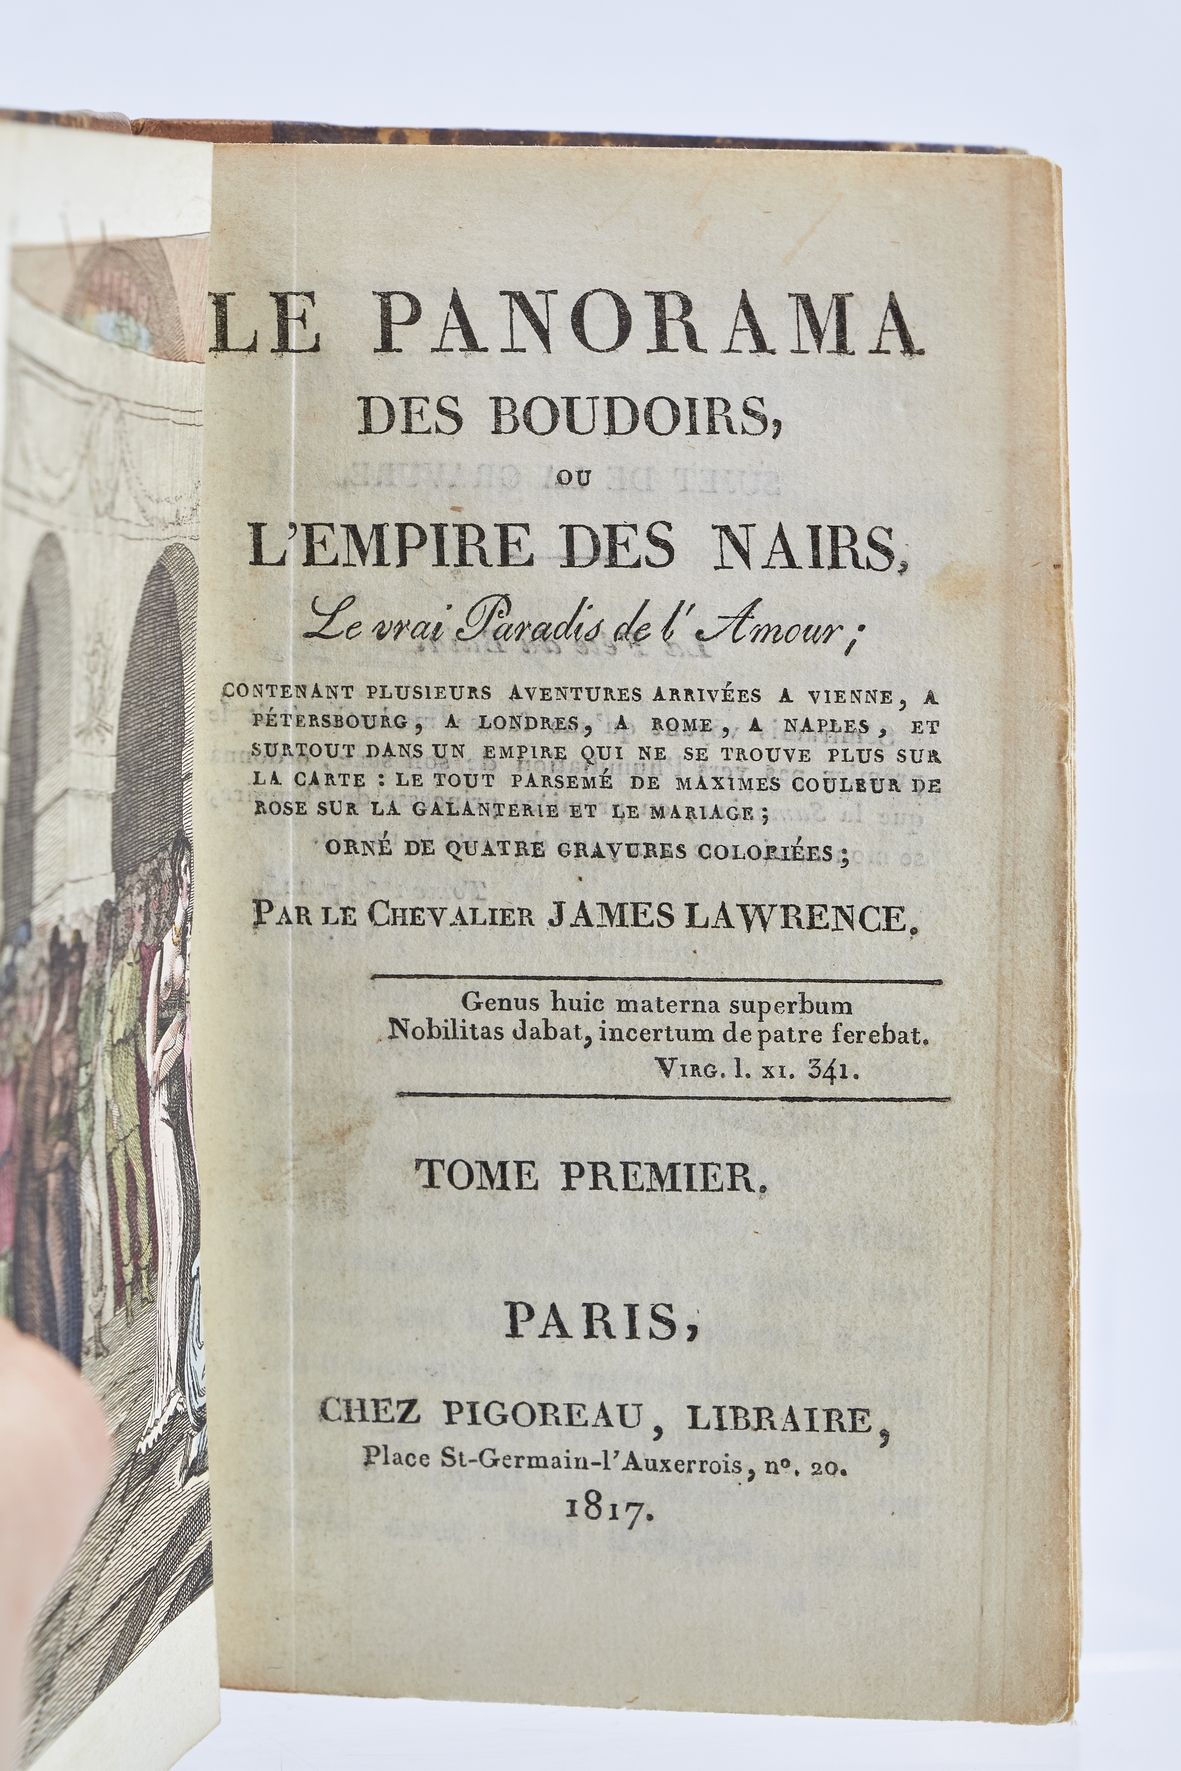 LE PANORAMA
DES BOUDOIRS,
OU
L'EMPIRE DES NAIRS,
Le vrai Paradis de l' Amour ;
CONTENANT PLUSIEURS AVENTURES ARRIVÉES A VIENNE, A
PÉTERSBOURG, A LONDRES, A ROME, A NAPLES, ET
SURTOUT DANS UN EMPIRE QUI NE SE TROUVE PLUS SUR
LA CARTE : LE TOUT PARSEMÉ DE MAXIMES COULEUR DE
ROSE SUR LA GALANTERIE ET LE MARIAGE ;
ORNÉ DE QUATRE GRAVURES COLORIÉES ;
PAR LE CHEVALIER JAMES LAWRENCE.
Genus huic materna superbum
Nobilitas dabat, incertum de patre ferebat.
VIRG. l. XI. 341.
TOME PREMIER.
PARIS,
CHEZ PIGOREAU, LIBRAIRE,
Place St-Germain-l'Auxerrois, nº. 20.
1817.